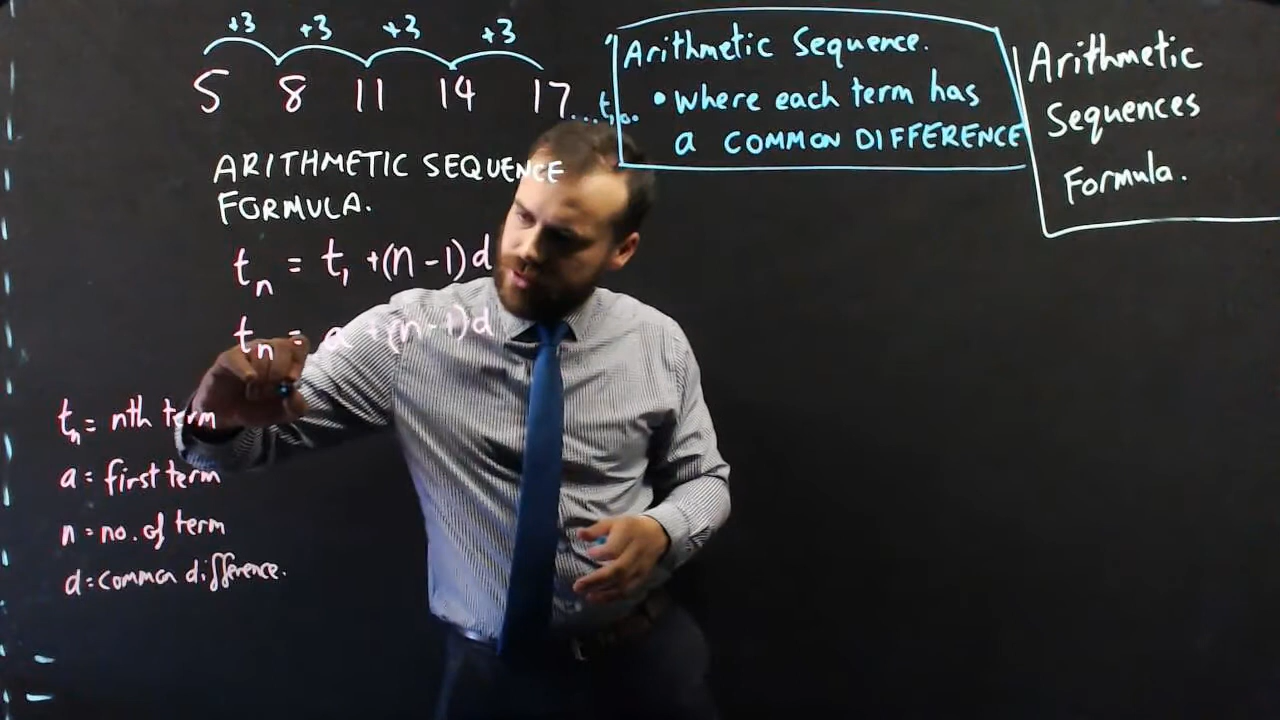 +3 +3 +3 +3
5 8 11 14 17
Arithmetic Sequence.
• Where each term has
a COMMON DIFFERENCE
Arithmetic
Sequences
Formula.
ARITHMETIC SEQUENCE
FORMULA.
tn = t1 +(n-1)d
tn = a +(n-1)d
tn = nth term
a = first term
n = no. of term
d = common difference.